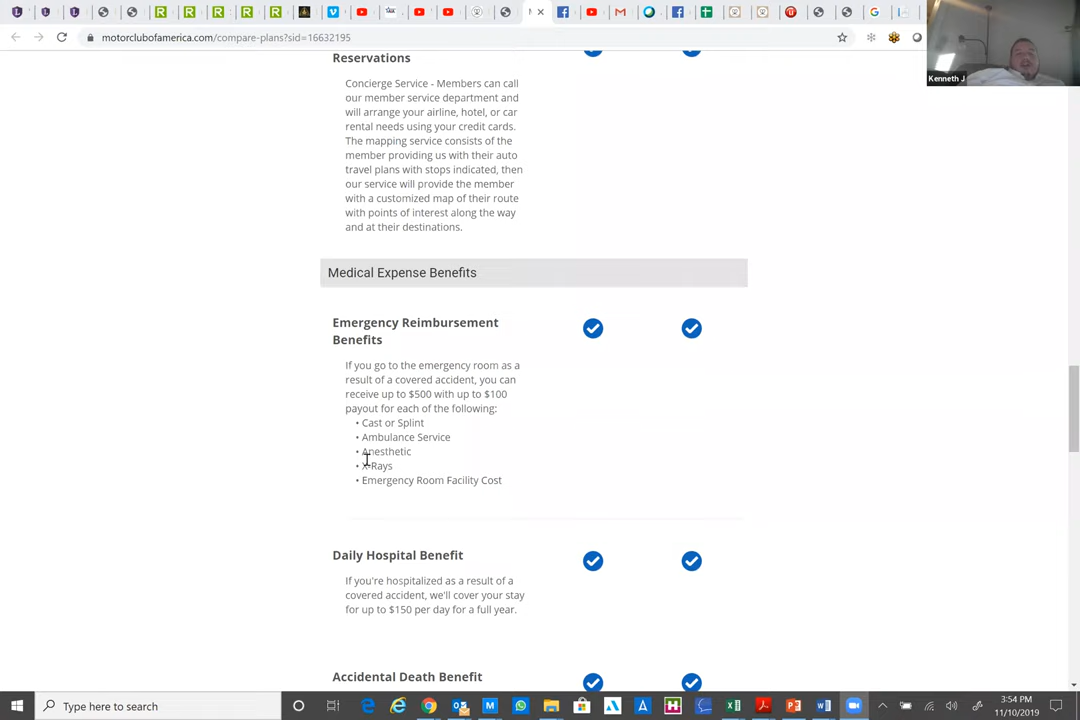 motorclubofamerica.com/compare-plans?sid=16632195
Kenneth J
Reservations
Concierge Service - Members can call
our member service department and
will arrange your airline, hotel, or car
rental needs using your credit cards.
The mapping service consists of the
member providing us with their auto
travel plans with stops indicated, then
our service will provide the member
with a customized map of their route
with points of interest along the way
and at their destinations.
Medical Expense Benefits
Emergency Reimbursement
Benefits
If you go to the emergency room as a
result of a covered accident, you can
receive up to $500 with up to $100
payout for each of the following:
• Cast or Splint
• Ambulance Service
• Anesthetic
• X-Rays
• Emergency Room Facility Cost
Daily Hospital Benefit
If you're hospitalized as a result of a
covered accident, we'll cover your stay
for up to $150 per day for a full year.
Accidental Death Benefit
Type here to search
3:54 PM
11/10/2019